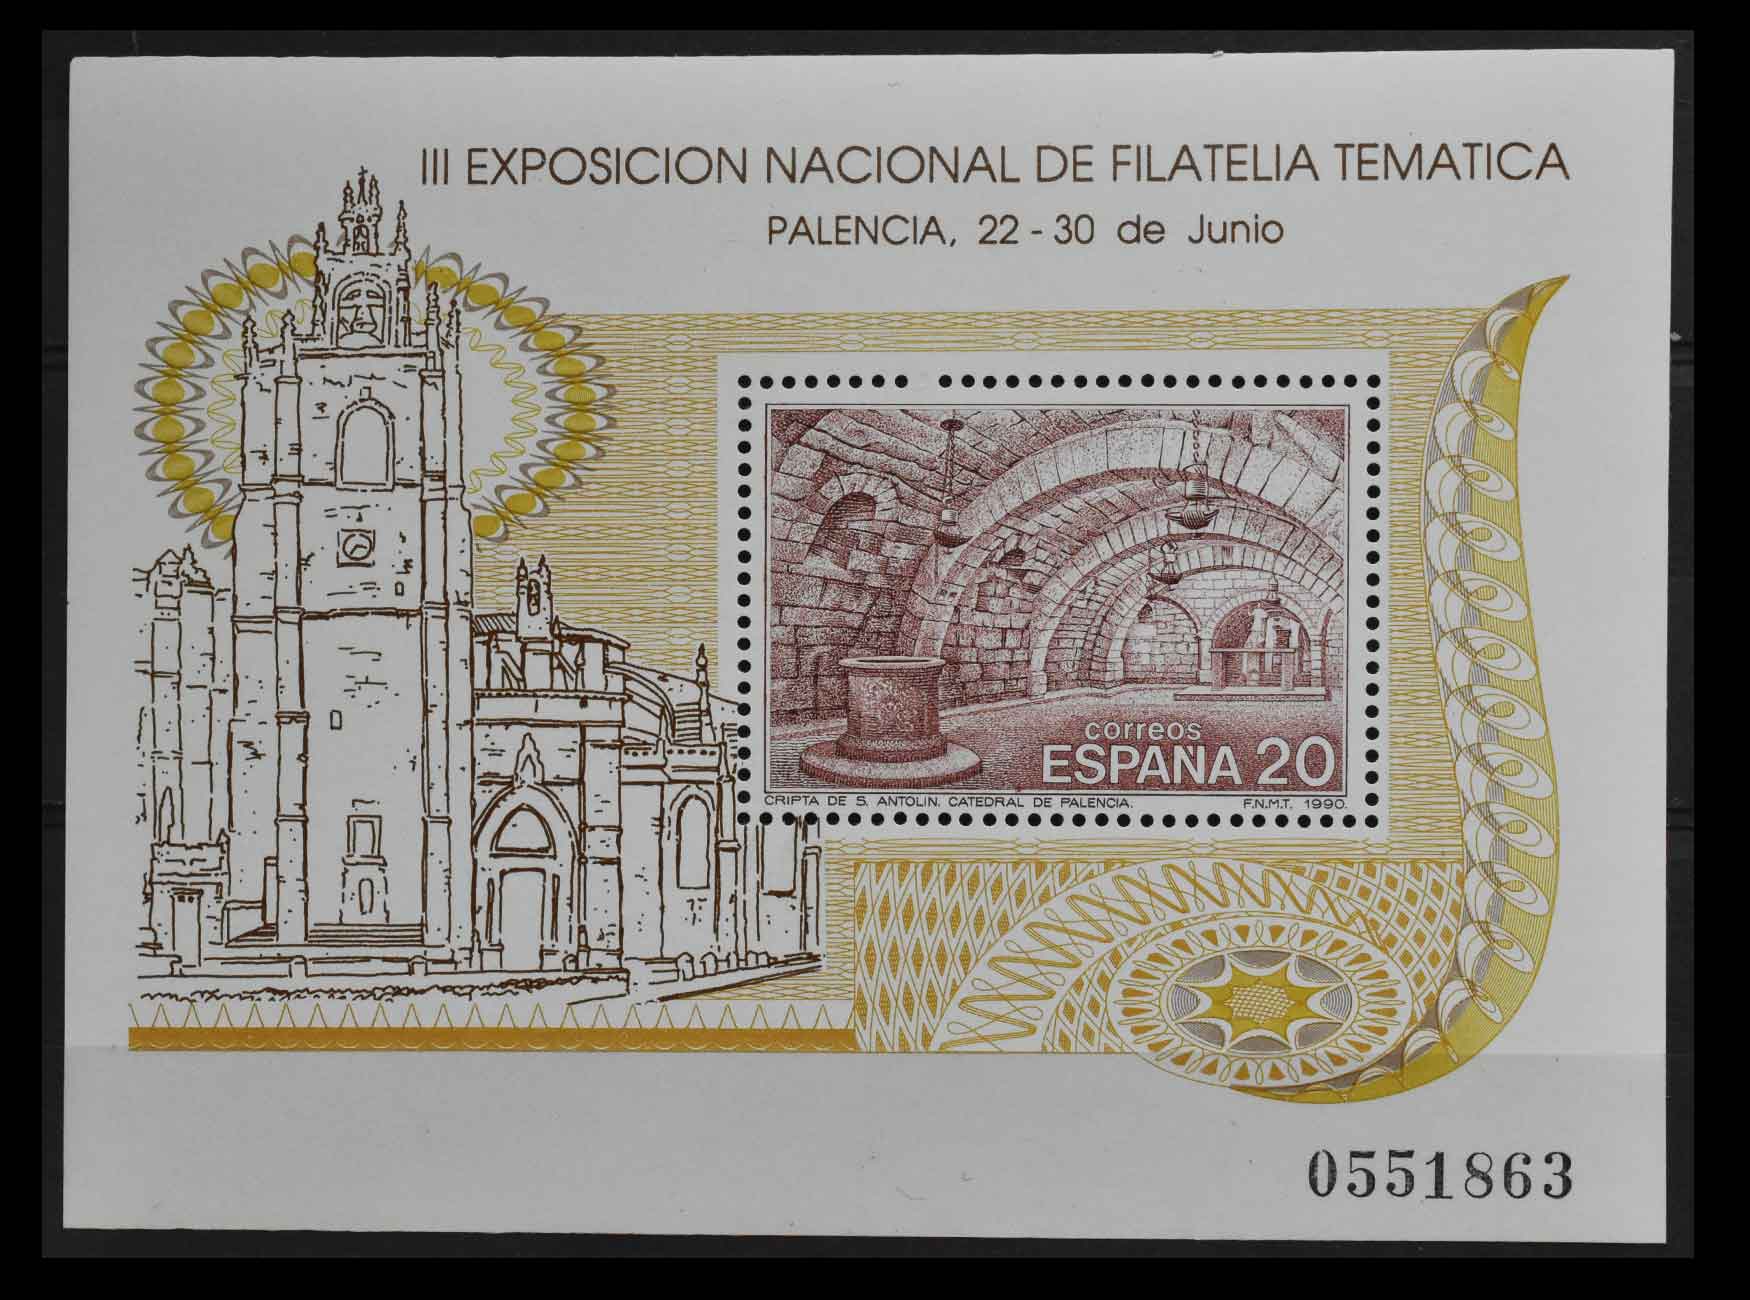 III EXPOSICION NACIONAL DE FILATELIA TEMATICA
PALENCIA, 22 - 30 de Junio
correos
ESPAÑA 20
CRIPTA DE S. ANTOLIN. CATEDRAL DE PALENCIA. F.N.M.T. 1990.
0551863